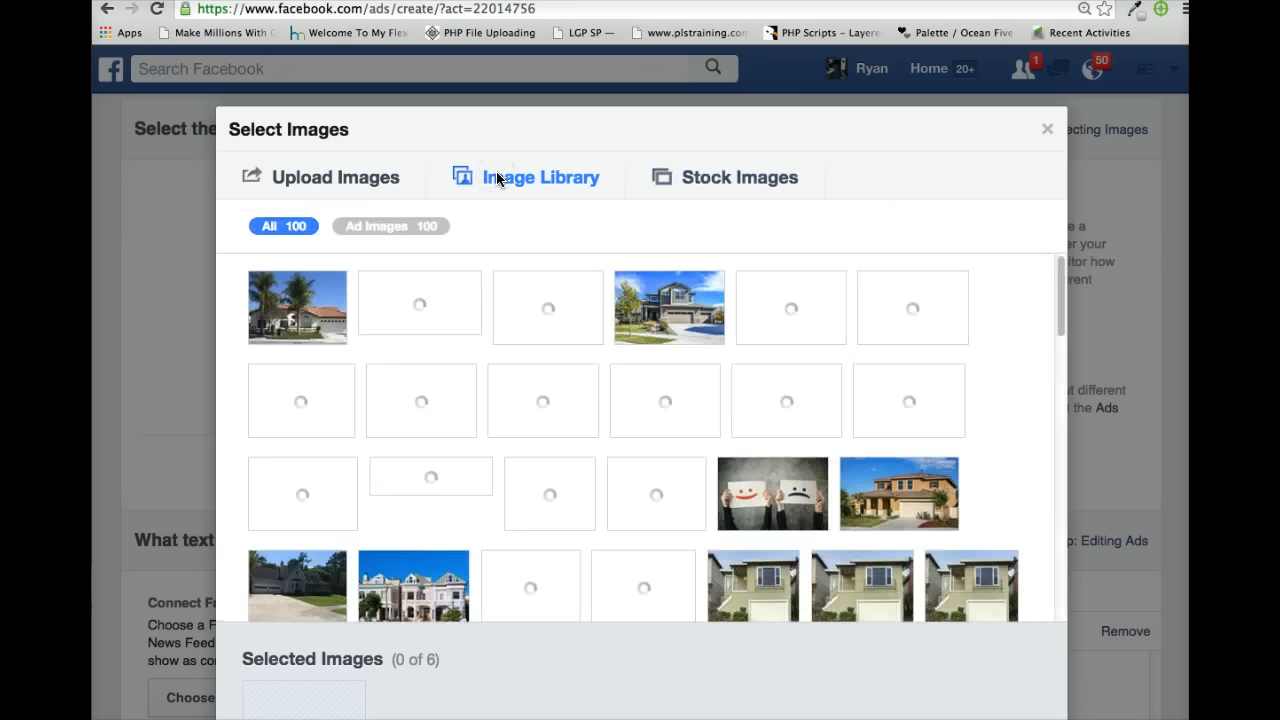 https://www.facebook.com/ads/create/?act=22014756
Apps Make Millions With Welcome To My Flex PHP File Uploading LGP SP — www.plstraining.com PHP Scripts – Layere Palette / Ocean Five Recent Activities
Search Facebook Ryan Home 20+ 1 50
Select the ecting Images
Select Images
Upload Images Image Library Stock Images
All 100 Ad Images 100
e a
er your
itor how
erent
ut different
t the Ads
What text p: Editing Ads
Connect Fa
Choose a F
News Feed
show as co
Remove
Choose
Selected Images (0 of 6)